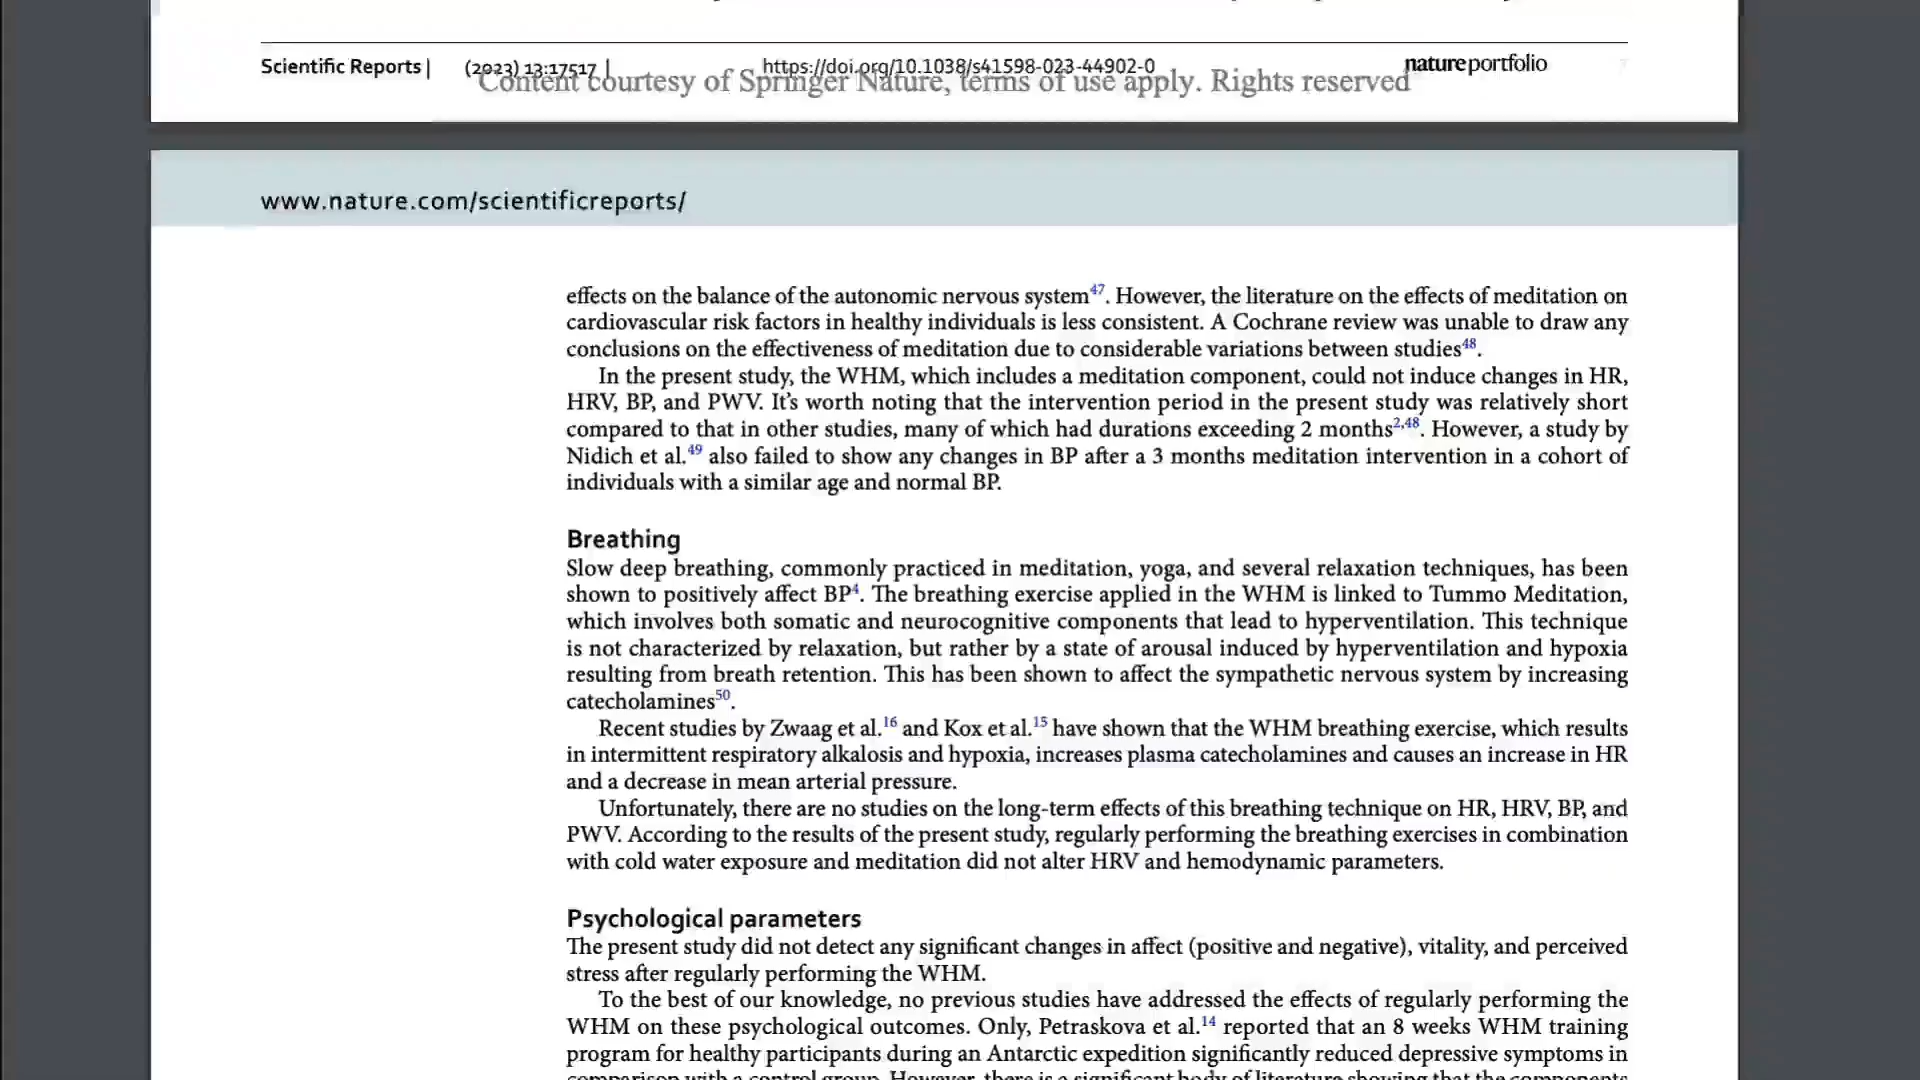 Scientific Reports | (2023) 13:17517 | https://doi.org/10.1038/s41598-023-44902-0 natureportfolio
Content courtesy of Springer Nature, terms of use apply. Rights reserved
www.nature.com/scientificreports/
effects on the balance of the autonomic nervous system47. However, the literature on the effects of meditation on
cardiovascular risk factors in healthy individuals is less consistent. A Cochrane review was unable to draw any
conclusions on the effectiveness of meditation due to considerable variations between studies48.
In the present study, the WHM, which includes a meditation component, could not induce changes in HR,
HRV, BP, and PWV. It's worth noting that the intervention period in the present study was relatively short
compared to that in other studies, many of which had durations exceeding 2 months2,48. However, a study by
Nidich et al.49 also failed to show any changes in BP after a 3 months meditation intervention in a cohort of
individuals with a similar age and normal BP.
Breathing
Slow deep breathing, commonly practiced in meditation, yoga, and several relaxation techniques, has been
shown to positively affect BP4. The breathing exercise applied in the WHM is linked to Tummo Meditation,
which involves both somatic and neurocognitive components that lead to hyperventilation. This technique
is not characterized by relaxation, but rather by a state of arousal induced by hyperventilation and hypoxia
resulting from breath retention. This has been shown to affect the sympathetic nervous system by increasing
catecholamines50.
Recent studies by Zwaag et al.16 and Kox et al.15 have shown that the WHM breathing exercise, which results
in intermittent respiratory alkalosis and hypoxia, increases plasma catecholamines and causes an increase in HR
and a decrease in mean arterial pressure.
Unfortunately, there are no studies on the long-term effects of this breathing technique on HR, HRV, BP, and
PWV. According to the results of the present study, regularly performing the breathing exercises in combination
with cold water exposure and meditation did not alter HRV and hemodynamic parameters.
Psychological parameters
The present study did not detect any significant changes in affect (positive and negative), vitality, and perceived
stress after regularly performing the WHM.
To the best of our knowledge, no previous studies have addressed the effects of regularly performing the
WHM on these psychological outcomes. Only, Petraskova et al.14 reported that an 8 weeks WHM training
program for healthy participants during an Antarctic expedition significantly reduced depressive symptoms in
comparison with a control group. However, there is a significant body of literature showing that the components